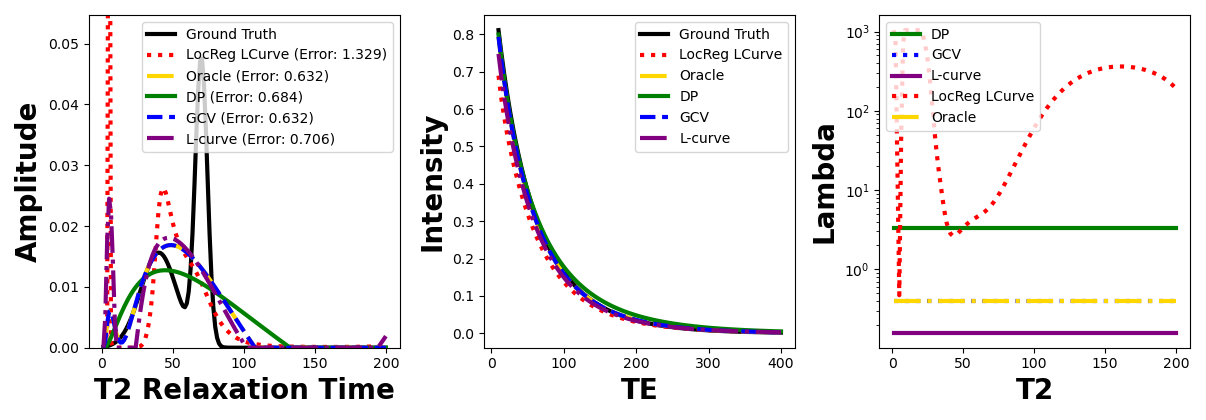 Amplitude
0.05
0.04
0.03
0.02
0.01
0.00
Ground Truth
LocReg LCurve (Error: 1.329)
Oracle (Error: 0.632)
DP (Error: 0.684)
GCV (Error: 0.632)
L-curve (Error: 0.706)
0 50 100 150 200
T2 Relaxation Time
Intensity
0.8
0.7
0.6
0.5
0.4
0.3
0.2
0.1
0.0
Ground Truth
LocReg LCurve
Oracle
DP
GCV
L-curve
0 100 200 300 400
TE
Lambda
10³
10²
10¹
10⁰
DP
GCV
L-curve
LocReg LCurve
Oracle
0 50 100 150 200
T2